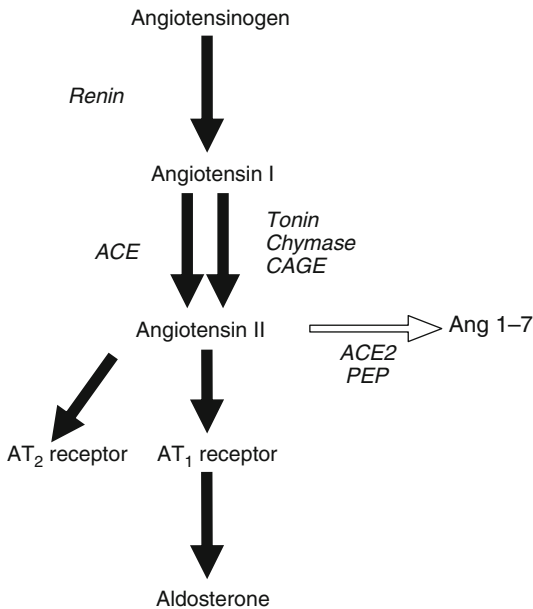 Angiotensinogen
Renin
Angiotensin I
ACE
Tonin
Chymase
CAGE
Angiotensin II
Ang 1–7
ACE2
PEP
AT2 receptor
AT1 receptor
Aldosterone